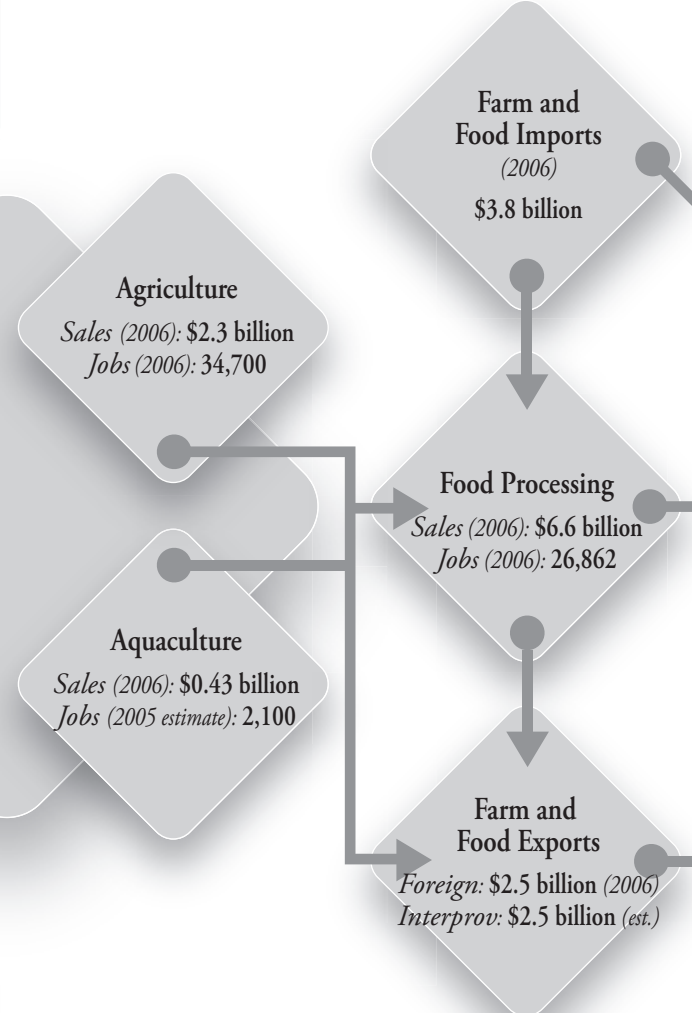 Farm and
Food Imports
(2006)
$3.8 billion
Agriculture
Sales (2006): $2.3 billion
Jobs (2006): 34,700
Food Processing
Sales (2006): $6.6 billion
Jobs (2006): 26,862
Aquaculture
Sales (2006): $0.43 billion
Jobs (2005 estimate): 2,100
Farm and
Food Exports
Foreign: $2.5 billion (2006)
Interprov: $2.5 billion (est.)